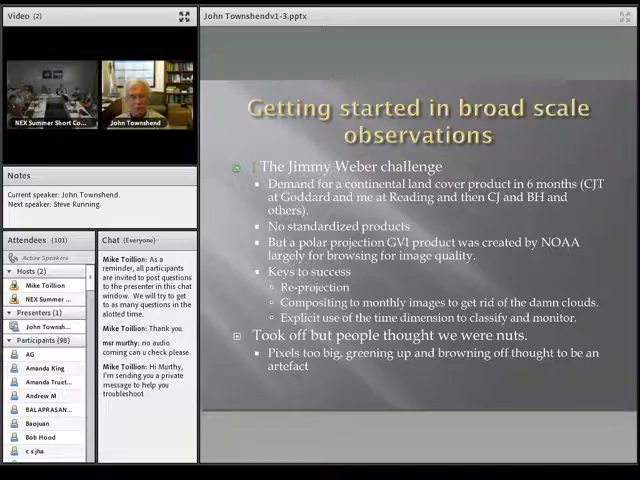 Video (2)
NEX Summer Short Co...
John Townshend
Notes
Current speaker: John Townshend.
Next speaker: Steve Running.
Attendees (101)
Active Speakers
Hosts (2)
Mike Toillion
NEX Summer ...
Presenters (1)
John Townsh...
Participants (98)
AG
Amanda King
Amanda Truet...
Andrew M
BALAPRASAN...
Baojuan
Bob Hood
c s jha
Chat (Everyone)
Mike Toillion: As a
reminder, all participants
are invited to post questions
to the presenter in this chat
window. We will try to get
to as many questions in the
alotted time.
Mike Toillion: Thank you.
msr murthy: no audio
coming cau u check please
Mike Toillion: Hi Murthy,
I'm sending you a private
message to help you
troubleshoot
John Townshendv1-3.pptx
Getting started in broad scale
observations
The Jimmy Weber challenge
Demand for a continental land cover product in 6 months (CJT
at Goddard and me at Reading and then CJ and BH and
others).
No standardized products
But a polar projection GVI product was created by NOAA
largely for browsing for image quality.
Keys to success
Re-projection
Compositing to monthly images to get rid of the damn clouds.
Explicit use of the time dimension to classify and monitor.
Took off but people thought we were nuts.
Pixels too big, greening up and browning off thought to be an
artefact